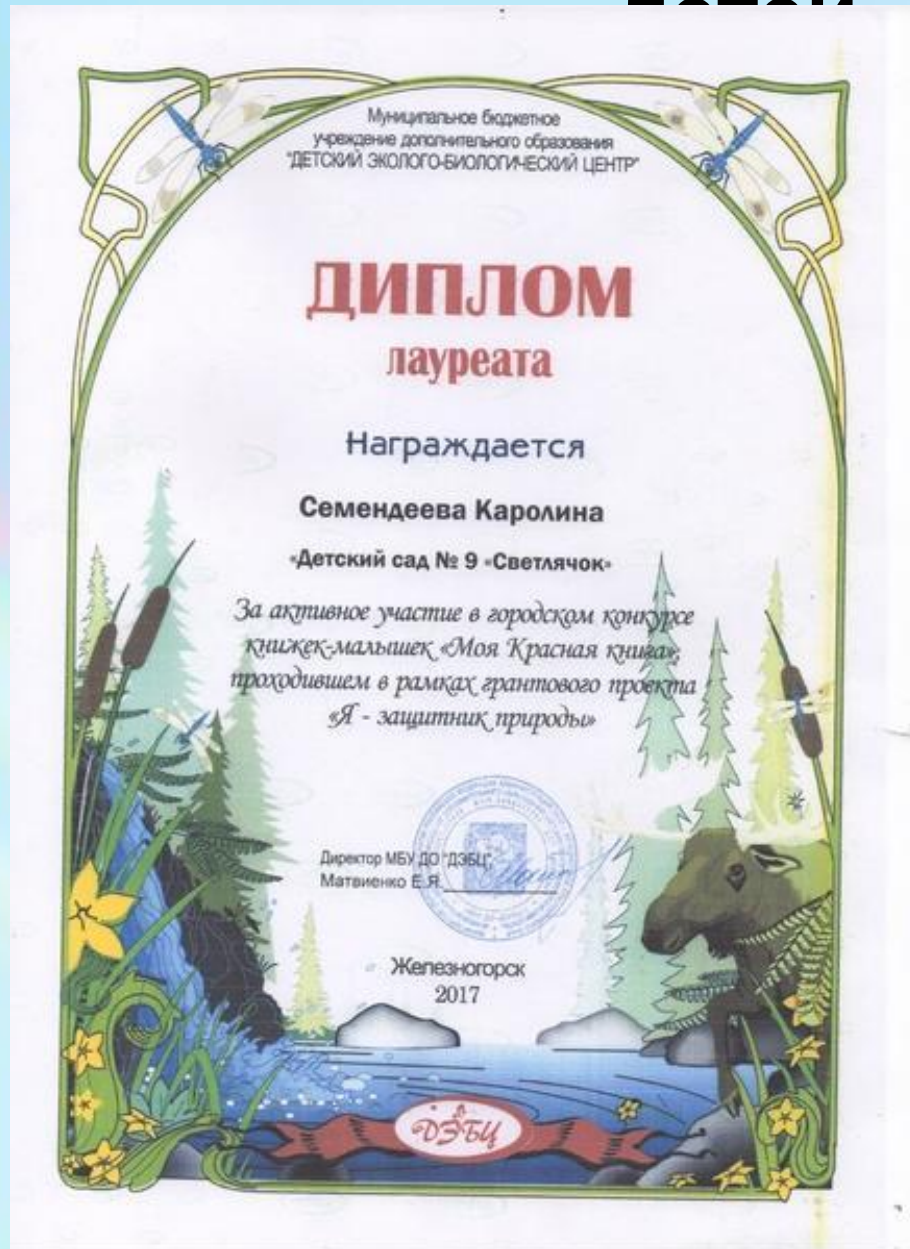 Муниципальное бюджетное
учреждение дополнительного образования
"ДЕТСКИЙ ЭКОЛОГО-БИОЛОГИЧЕСКИЙ ЦЕНТР"
ДИПЛОМ
лауреата
Награждается
Семендеева Каролина
«Детский сад № 9 «Светлячок»
За активное участие в городском конкурсе
книжек-малышек «Моя Красная книга»,
проходившем в рамках грантового проекта
«Я - защитник природы»
Директор МБУ ДО "ДЭБЦ"
Матвиенко Е.Я.
Железногорск
2017
ДЭБЦ